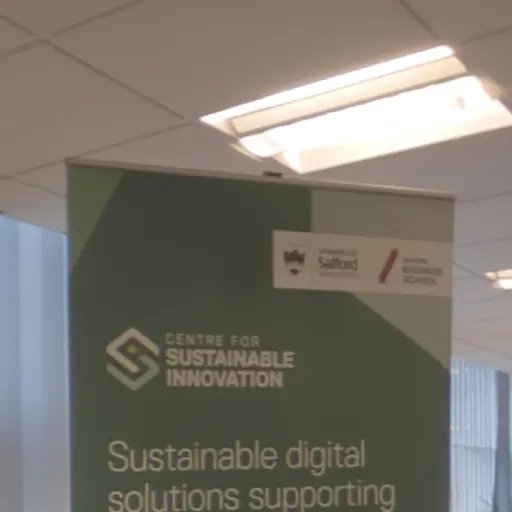 Salford
BUSINESS
SCHOOL
CENTRE FOR
SUSTAINABLE
INNOVATION
Sustainable digital
solutions supporting